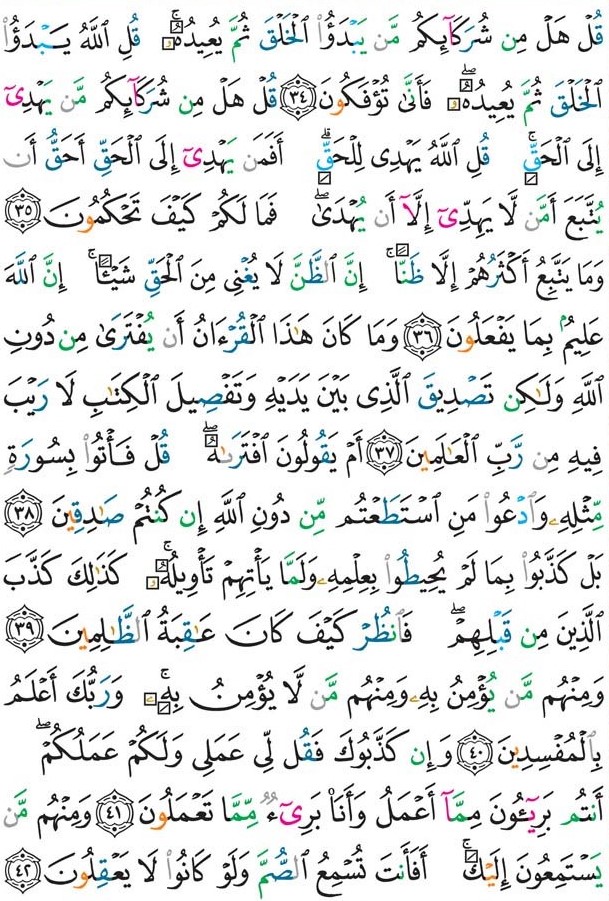 قُلْ هَلْ مِن شُرَكَآئِكُم مَّن يَبْدَؤُا۟ ٱلْخَلْقَ ثُمَّ يُعِيدُهُۥ ۚ قُلِ ٱللَّهُ يَبْدَؤُا۟
ٱلْخَلْقَ ثُمَّ يُعِيدُهُۥ ۖ فَأَنَّىٰ تُؤْفَكُونَ ٣٤ قُلْ هَلْ مِن شُرَكَآئِكُم مَّن يَهْدِىٓ
إِلَى ٱلْحَقِّ ۚ قُلِ ٱللَّهُ يَهْدِى لِلْحَقِّ ۗ أَفَمَن يَهْدِىٓ إِلَى ٱلْحَقِّ أَحَقُّ أَن
يُتَّبَعَ أَمَّن لَّا يَهِدِّىٓ إِلَّآ أَن يُهْدَىٰ ۖ فَمَا لَكُمْ كَيْفَ تَحْكُمُونَ ٣٥
وَمَا يَتَّبِعُ أَكْثَرُهُمْ إِلَّا ظَنًّا ۚ إِنَّ ٱلظَّنَّ لَا يُغْنِى مِنَ ٱلْحَقِّ شَيْـًٔا ۚ إِنَّ ٱللَّهَ
عَلِيمٌۢ بِمَا يَفْعَلُونَ ٣٦ وَمَا كَانَ هَٰذَا ٱلْقُرْءَانُ أَن يُفْتَرَىٰ مِن دُونِ
ٱللَّهِ وَلَٰكِن تَصْدِيقَ ٱلَّذِى بَيْنَ يَدَيْهِ وَتَفْصِيلَ ٱلْكِتَٰبِ لَا رَيْبَ
فِيهِ مِن رَّبِّ ٱلْعَٰلَمِينَ ٣٧ أَمْ يَقُولُونَ ٱفْتَرَىٰهُ ۖ قُلْ فَأْتُوا۟ بِسُورَةٍ
مِّثْلِهِۦ وَٱدْعُوا۟ مَنِ ٱسْتَطَعْتُم مِّن دُونِ ٱللَّهِ إِن كُنتُمْ صَٰدِقِينَ ٣٨
بَلْ كَذَّبُوا۟ بِمَا لَمْ يُحِيطُوا۟ بِعِلْمِهِۦ وَلَمَّا يَأْتِهِمْ تَأْوِيلُهُۥ ۚ كَذَٰلِكَ كَذَّبَ
ٱلَّذِينَ مِن قَبْلِهِمْ ۖ فَٱنظُرْ كَيْفَ كَانَ عَٰقِبَةُ ٱلظَّٰلِمِينَ ٣٩
وَمِنْهُم مَّن يُؤْمِنُ بِهِۦ وَمِنْهُم مَّن لَّا يُؤْمِنُ بِهِۦ ۚ وَرَبُّكَ أَعْلَمُ
بِٱلْمُفْسِدِينَ ٤٠ وَإِن كَذَّبُوكَ فَقُل لِّى عَمَلِى وَلَكُمْ عَمَلُكُمْ ۖ
أَنتُم بَرِيٓـُٔونَ مِمَّآ أَعْمَلُ وَأَنَا۠ بَرِىٓءٌ مِّمَّا تَعْمَلُونَ ٤١ وَمِنْهُم مَّن
يَسْتَمِعُونَ إِلَيْكَ ۚ أَفَأَنتَ تُسْمِعُ ٱلصُّمَّ وَلَوْ كَانُوا۟ لَا يَعْقِلُونَ ٤٢